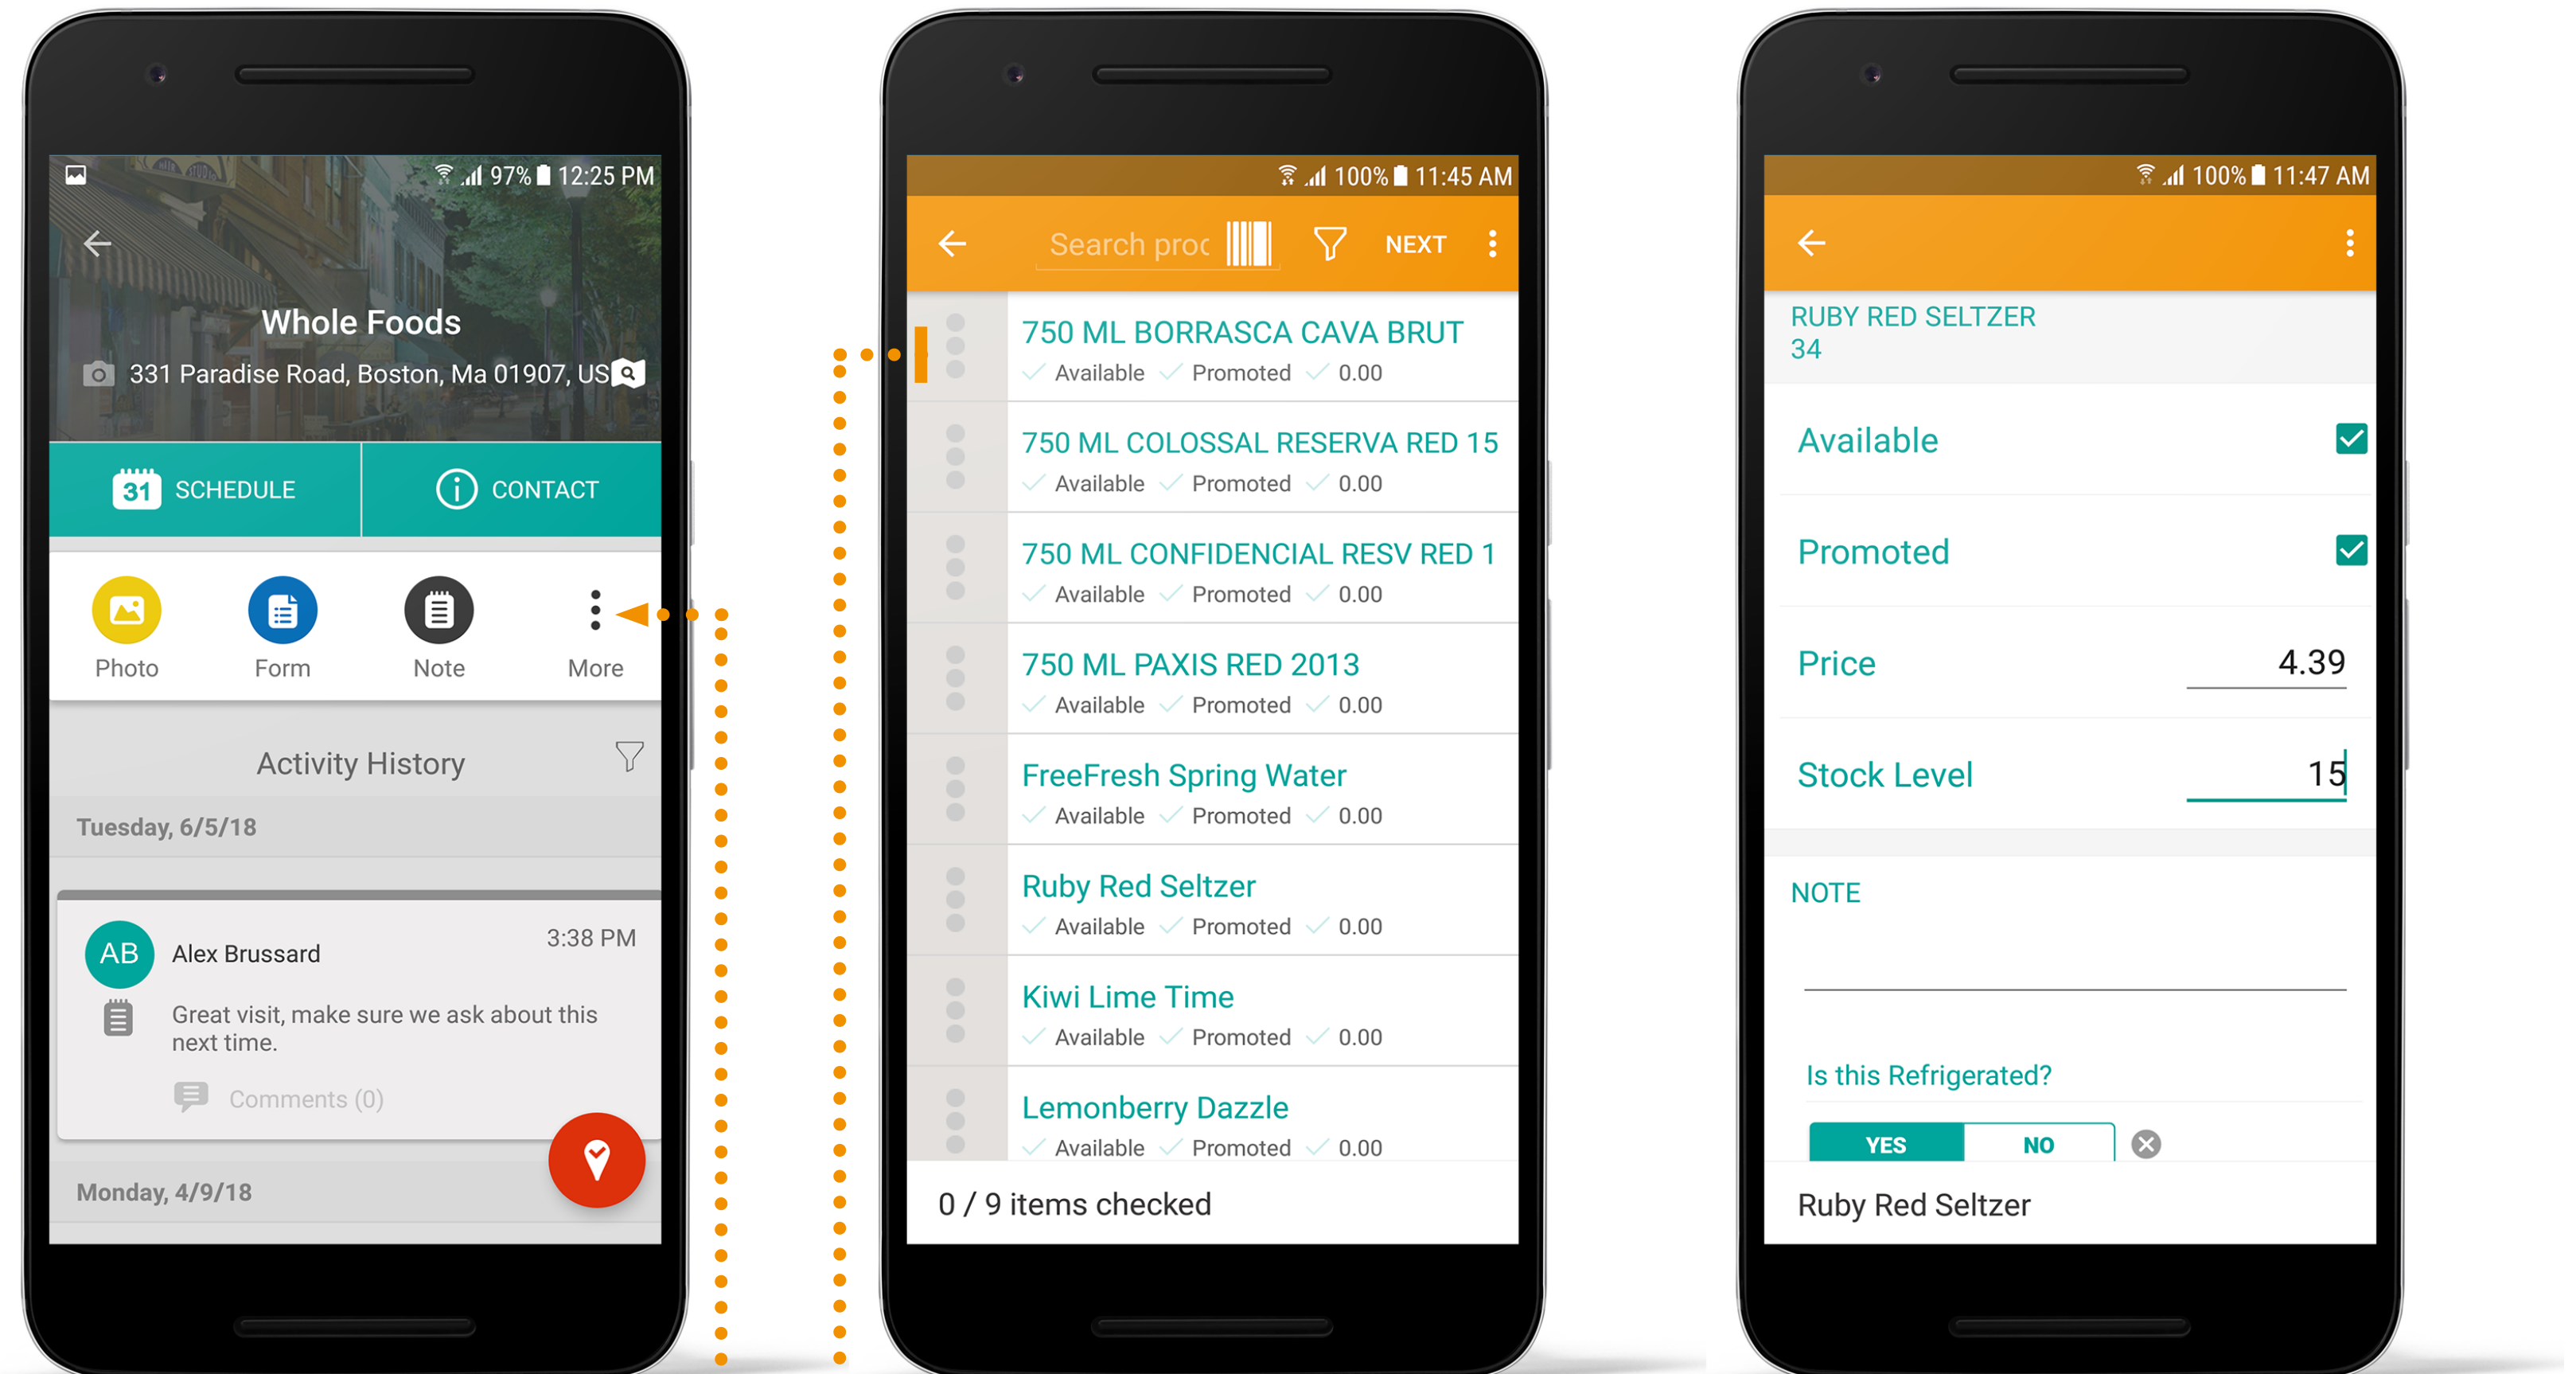 97% 12:25 PM
Whole Foods
331 Paradise Road, Boston, Ma 01907, US
31 SCHEDULE
CONTACT
Photo
Form
Note
More
Activity History
Tuesday, 6/5/18
AB
Alex Brussard
3:38 PM
Great visit, make sure we ask about this
next time.
Comments (0)
Monday, 4/9/18
100% 11:45 AM
Search proc
NEXT
750 ML BORRASCA CAVA BRUT
Available Promoted 0.00
750 ML COLOSSAL RESERVA RED 15
Available Promoted 0.00
750 ML CONFIDENCIAL RESV RED 1
Available Promoted 0.00
750 ML PAXIS RED 2013
Available Promoted 0.00
FreeFresh Spring Water
Available Promoted 0.00
Ruby Red Seltzer
Available Promoted 0.00
Kiwi Lime Time
Available Promoted 0.00
Lemonberry Dazzle
Available Promoted 0.00
0 / 9 items checked
100% 11:47 AM
RUBY RED SELTZER
34
Available
Promoted
Price 4.39
Stock Level 15
NOTE
Is this Refrigerated?
YES NO
Ruby Red Seltzer